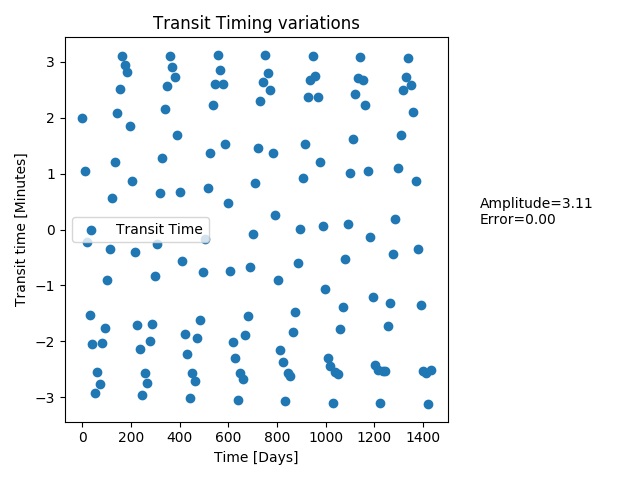 Transit Timing variations
3
2
1
0
−1
−2
−3
Transit time [Minutes]
Transit Time
Amplitude=3.11
Error=0.00
0 200 400 600 800 1000 1200 1400
Time [Days]